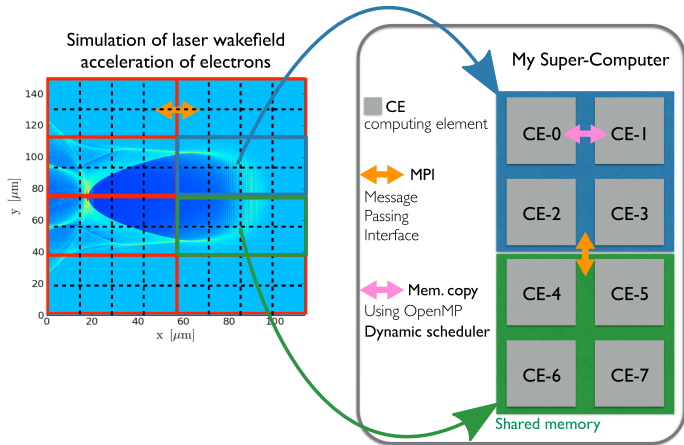 Simulation of laser wakefield
acceleration of electrons
140
120
100
80
60
40
20
0
y [μm]
0 20 40 60 80 100
x [μm]
My Super-Computer
CE
computing element
MPI
Message
Passing
Interface
Mem. copy
Using OpenMP
Dynamic scheduler
CE-0 CE-1
CE-2 CE-3
CE-4 CE-5
CE-6 CE-7
Shared memory